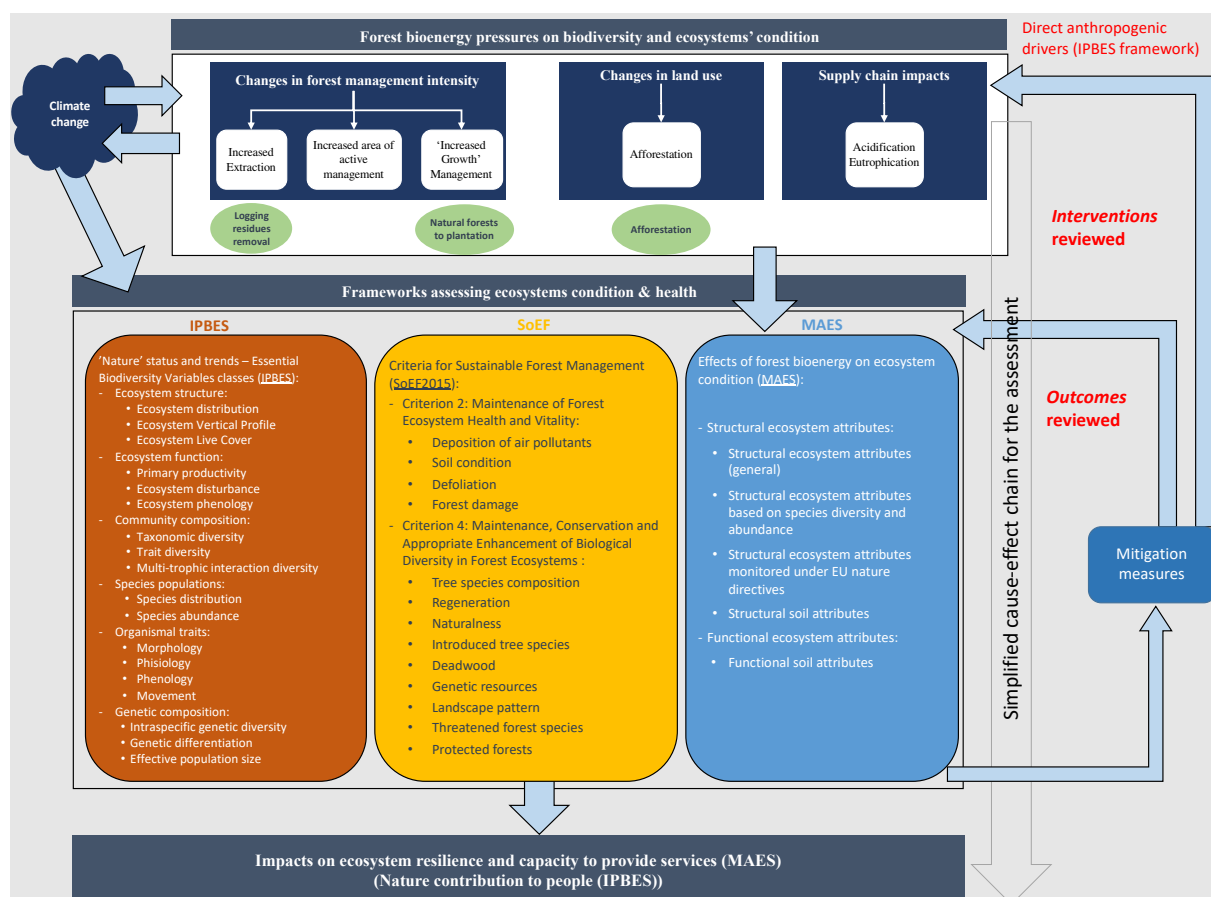 Forest bioenergy pressures on biodiversity and ecosystems' condition
Direct anthropogenic
drivers (IPBES framework)
Climate
change
Changes in forest management intensity
Increased
Extraction
Increased area of
active
management
'Increased
Growth'
Management
Logging
residues
removal
Natural forests
to plantation
Changes in land use
Afforestation
Afforestation
Supply chain impacts
Acidification
Eutrophication
Interventions
reviewed
Frameworks assessing ecosystems condition & health
IPBES
'Nature' status and trends – Essential
Biodiversity Variables classes (IPBES):
- Ecosystem structure:
• Ecosystem distribution
• Ecosystem Vertical Profile
• Ecosystem Live Cover
- Ecosystem function:
• Primary productivity
• Ecosystem disturbance
• Ecosystem phenology
- Community composition:
• Taxonomic diversity
• Trait diversity
• Multi-trophic interaction diversity
- Species populations:
• Species distribution
• Species abundance
- Organismal traits:
• Morphology
• Phisiology
• Phenology
• Movement
- Genetic composition:
• Intraspecific genetic diversity
• Genetic differentiation
• Effective population size
SoEF
Criteria for Sustainable Forest Management
(SoEF2015):
- Criterion 2: Maintenance of Forest
Ecosystem Health and Vitality:
• Deposition of air pollutants
• Soil condition
• Defoliation
• Forest damage
- Criterion 4: Maintenance, Conservation and
Appropriate Enhancement of Biological
Diversity in Forest Ecosystems :
• Tree species composition
• Regeneration
• Naturalness
• Introduced tree species
• Deadwood
• Genetic resources
• Landscape pattern
• Threatened forest species
• Protected forests
MAES
Effects of forest bioenergy on ecosystem
condition (MAES):
- Structural ecosystem attributes:
• Structural ecosystem attributes
(general)
• Structural ecosystem attributes
based on species diversity and
abundance
• Structural ecosystem attributes
monitored under EU nature
directives
• Structural soil attributes
- Functional ecosystem attributes:
• Functional soil attributes
Simplified cause-effect chain for the assessment
Outcomes
reviewed
Mitigation
measures
Impacts on ecosystem resilience and capacity to provide services (MAES)
(Nature contribution to people (IPBES))